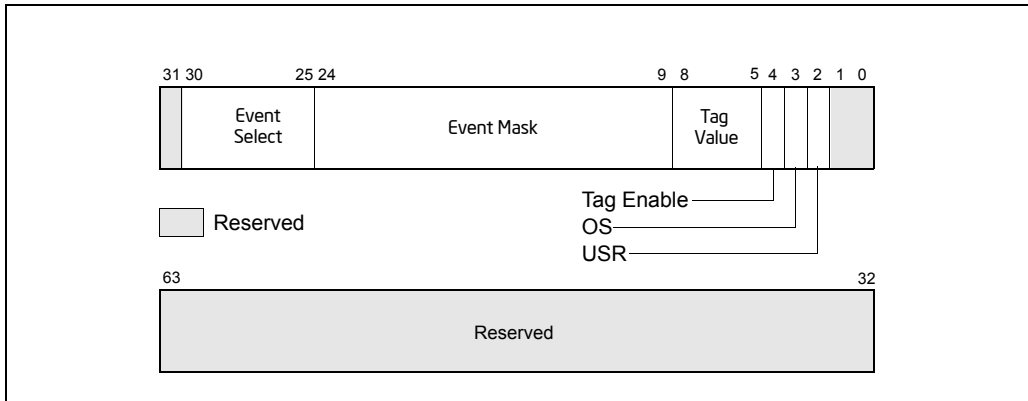 31 30 25 24 9 8 5 4 3 2 1 0
Event
Select
Event Mask
Tag
Value
Tag Enable
OS
USR
Reserved
63 32
Reserved